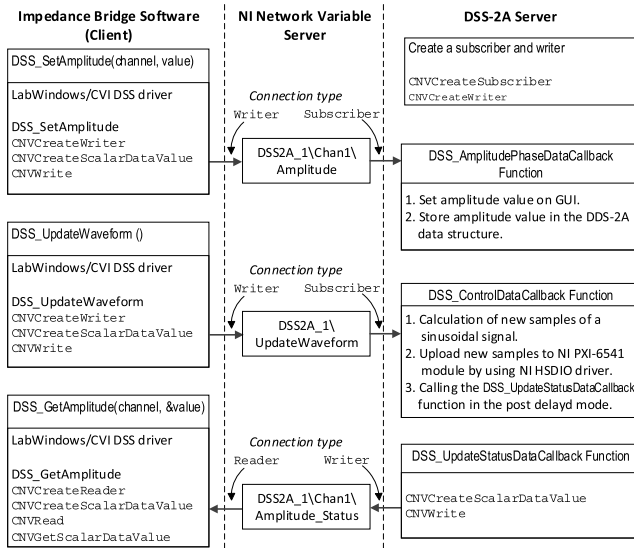 Impedance Bridge Software
(Client)
DSS_SetAmplitude(channel, value)
LabWindows/CVI DSS driver
DSS_SetAmplitude
CNVCreateWriter
CNVCreateScalarDataValue
CNVWrite
DSS_UpdateWaveform ()
LabWindows/CVI DSS driver
DSS_UpdateWaveform
CNVCreateWriter
CNVCreateScalarDataValue
CNVWrite
DSS_GetAmplitude(channel, &value)
LabWindows/CVI DSS driver
DSS_GetAmplitude
CNVCreateReader
CNVCreateScalarDataValue
CNVRead
CNVGetScalarDataValue
NI Network Variable
Server
Connection type
Writer Subscriber
DSS2A_1\Chan1\
Amplitude
Connection type
Writer Subscriber
DSS2A_1\
UpdateWaveform
Connection type
Reader Writer
DSS2A_1\Chan1\
Amplitude_Status
DSS-2A Server
Create a subscriber and writer
CNVCreateSubscriber
CNVCreateWriter
DSS_AmplitudePhaseDataCallback
Function
1. Set amplitude value on GUI.
2. Store amplitude value in the DDS-2A
data structure.
DSS_ControlDataCallback Function
1. Calculation of new samples of a
sinusoidal signal.
2. Upload new samples to NI PXI-6541
module by using NI HSDIO driver.
3. Calling the DSS_UpdateStatusDataCallback
function in the post delayd mode.
DSS_UpdateStatusDataCallback Function
CNVCreateScalarDataValue
CNVWrite